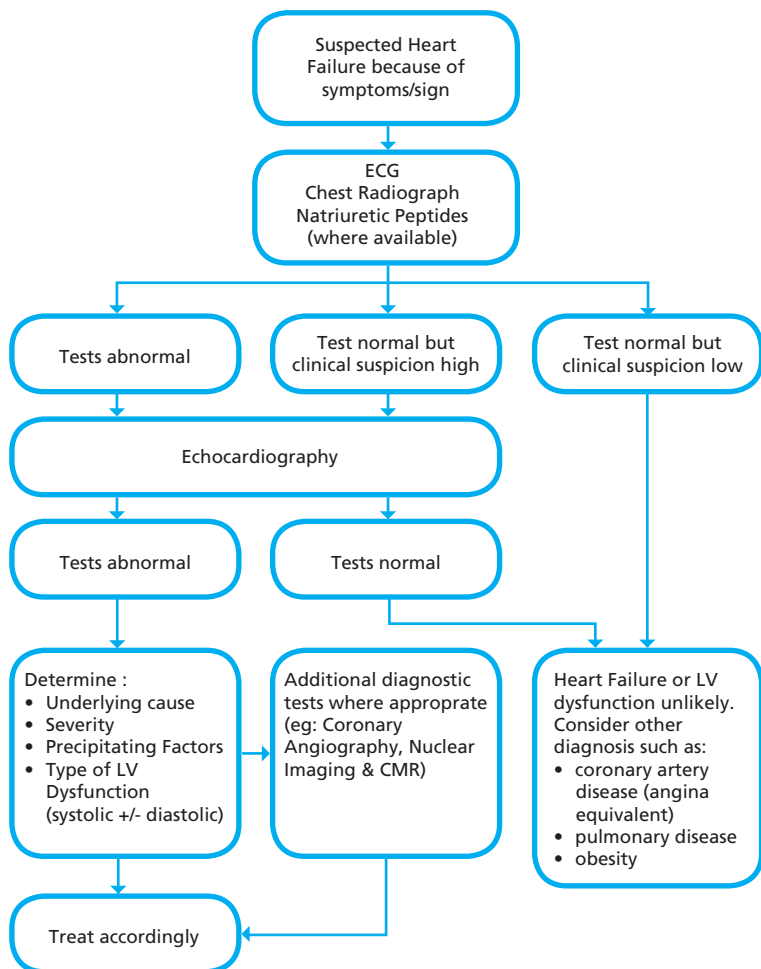 Suspected Heart
Failure because of
symptoms/sign
ECG
Chest Radiograph
Natriuretic Peptides
(where available)
Tests abnormal
Test normal but
clinical suspicion high
Test normal but
clinical suspicion low
Echocardiography
Tests abnormal
Tests normal
Determine :
• Underlying cause
• Severity
• Precipitating Factors
• Type of LV
Dysfunction
(systolic +/- diastolic)
Additional diagnostic
tests where approprate
(eg: Coronary
Angiography, Nuclear
Imaging & CMR)
Heart Failure or LV
dysfunction unlikely.
Consider other
diagnosis such as:
• coronary artery
disease (angina
equivalent)
• pulmonary disease
• obesity
Treat accordingly